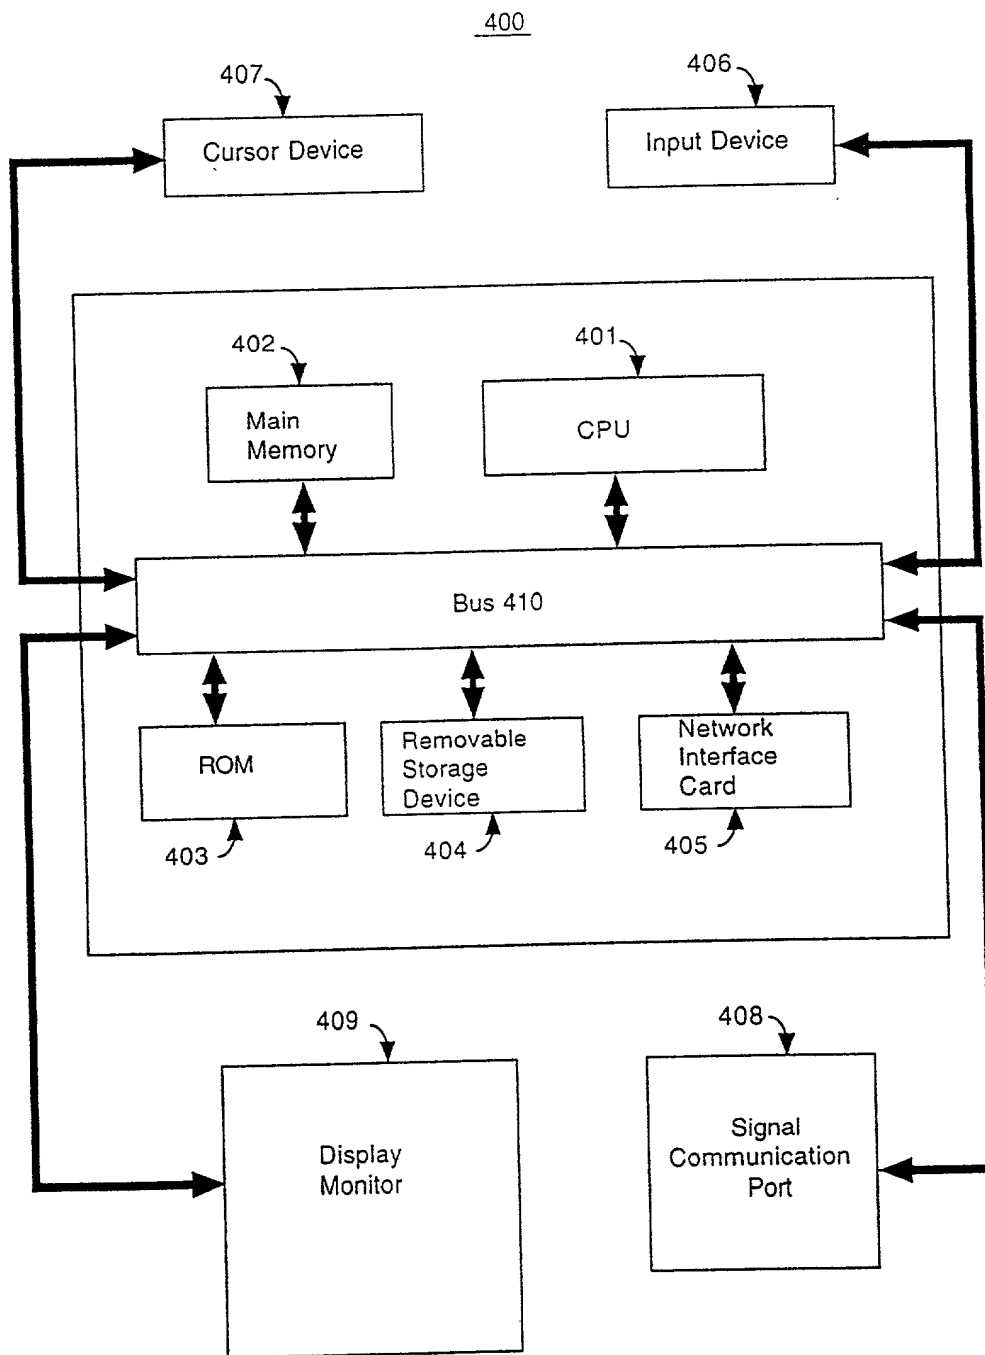 400
407
406
Cursor Device
Input Device
402
401
Main
Memory
CPU
Bus 410
ROM
Removable
Storage
Device
Network
Interface
Card
403
404
405
409
408
Display
Monitor
Signal
Communication
Port